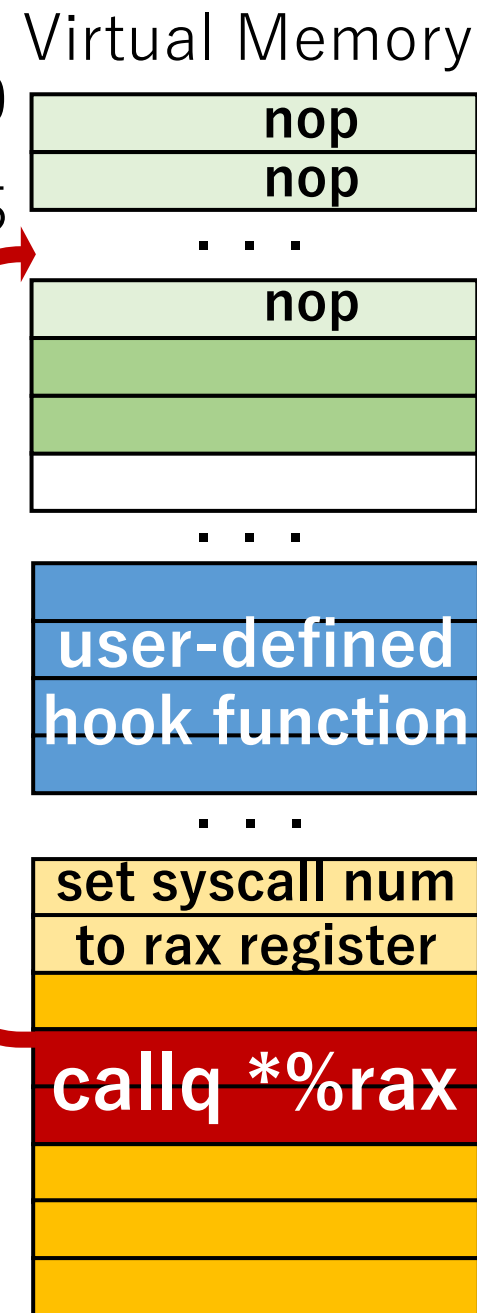 Virtual Memory
nop
nop
. . .
nop
. . .
user-defined
hook function
. . .
set syscall num
to rax register
callq *%rax